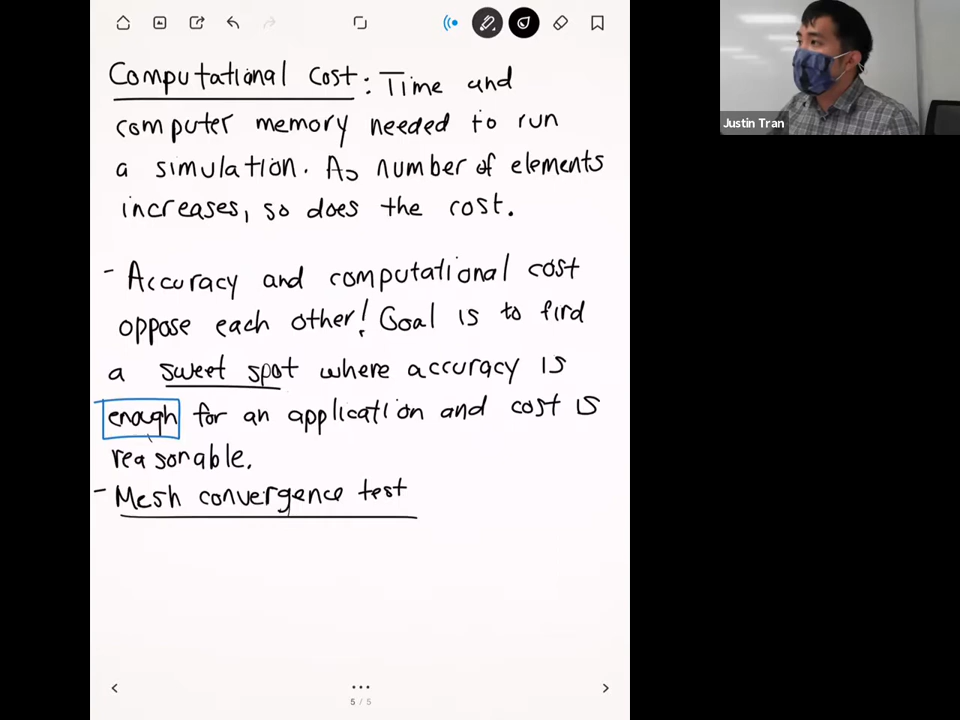 Computational Cost: Time and
computer memory needed to run
a simulation. As number of elements
increases, so does the cost.
- Accuracy and computational cost
oppose each other! Goal is to find
a sweet spot where accuracy is
enough for an application and cost is
reasonable.
- Mesh convergence test
5 / 5
Justin Tran